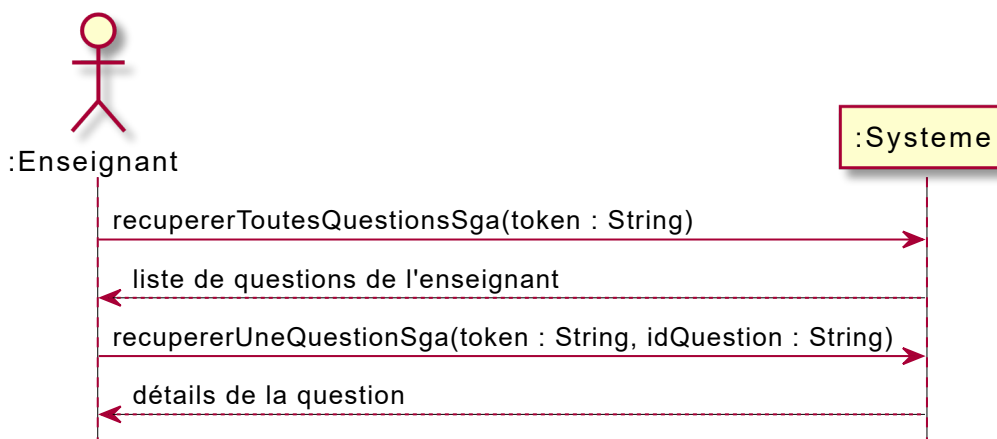 :Enseignant
:Systeme
recupererToutesQuestionsSga(token : String)
liste de questions de l'enseignant
recupererUneQuestionSga(token : String, idQuestion : String)
détails de la question